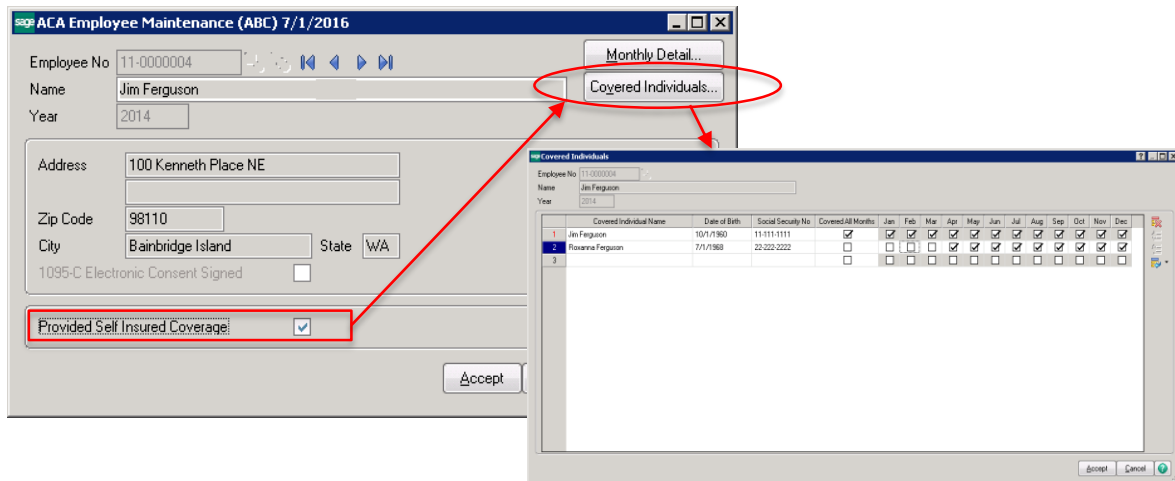 sage ACA Employee Maintenance (ABC) 7/1/2016
Employee No 11-0000004
Monthly Detail...
Name Jim Ferguson
Covered Individuals...
Year 2014
Address 100 Kenneth Place NE
Zip Code 98110
City Bainbridge Island State WA
1095-C Electronic Consent Signed
Provided Self Insured Coverage
Accept
sage Covered Individuals
Employee No 11-0000004
Name Jim Ferguson
Year 2014
Covered Individual Name Date of Birth Social Security No Covered All Months Jan Feb Mar Apr May Jun Jul Aug Sep Oct Nov Dec
1 Jim Ferguson 10/1/1960 11-111-1111
2 Roxanna Ferguson 7/1/1968 22-222-2222
3
Accept Cancel